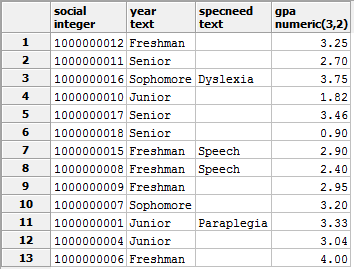 social year specneed gpa
integer text text numeric(3,2)
1 1000000012 Freshman 3.25
2 1000000011 Senior 2.70
3 1000000016 Sophomore Dyslexia 3.75
4 1000000010 Junior 1.82
5 1000000017 Senior 3.46
6 1000000018 Senior 0.90
7 1000000015 Freshman Speech 2.90
8 1000000008 Freshman Speech 2.40
9 1000000009 Freshman 2.95
10 1000000007 Sophomore 3.20
11 1000000001 Junior Paraplegia 3.33
12 1000000004 Junior 3.04
13 1000000006 Freshman 4.00